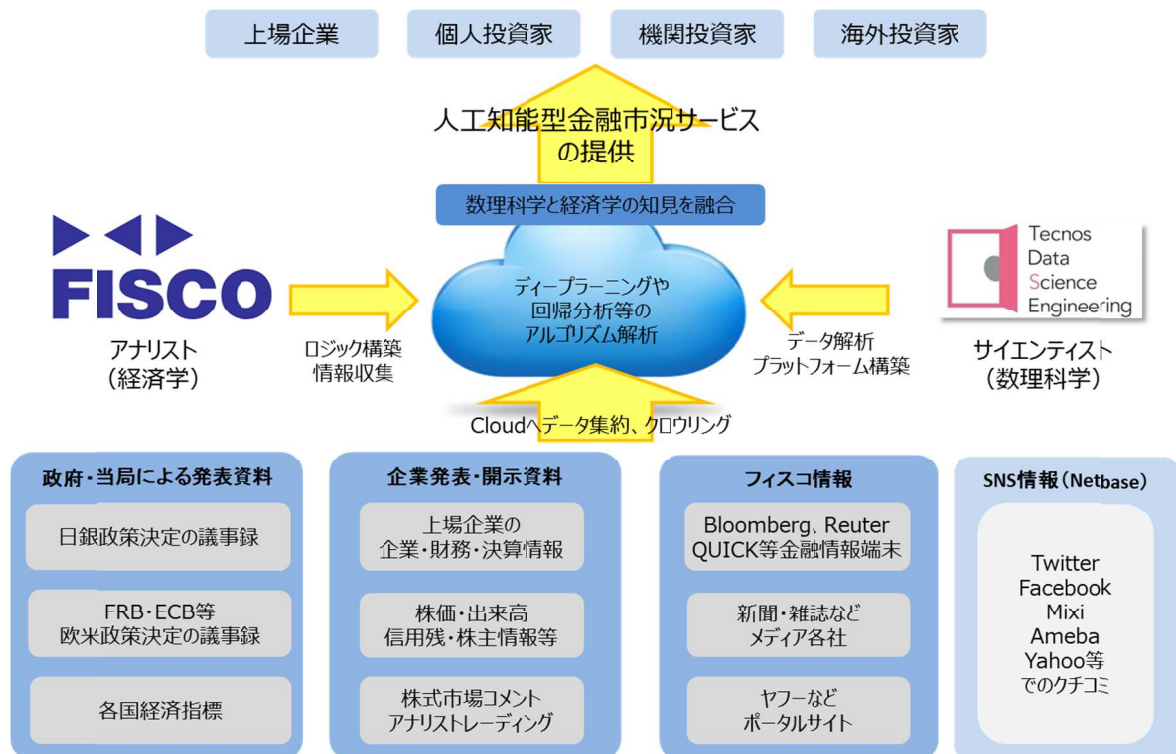 上場企業
個人投資家
機関投資家
海外投資家
人工知能型金融市況サービス
の提供
数理科学と経済学の知見を融合
FISCO
アナリスト
（経済学）
ロジック構築
情報収集
ディープラーニングや
回帰分析等の
アルゴリズム解析
データ解析
プラットフォーム構築
Tecnos
Data
Science
Engineering
サイエンティスト
（数理科学）
Cloudへデータ集約、クロウリング
政府・当局による発表資料
日銀政策決定の議事録
FRB・ECB等
欧米政策決定の議事録
各国経済指標
企業発表・開示資料
上場企業の
企業・財務・決算情報
株価・出来高
信用残・株主情報等
株式市場コメント
アナリストレーディング
フィスコ情報
Bloomberg、Reuter
QUICK等金融情報端末
新聞・雑誌など
メディア各社
ヤフーなど
ポータルサイト
SNS情報（Netbase）
Twitter
Facebook
Mixi
Ameba
Yahoo等
でのクチコミ